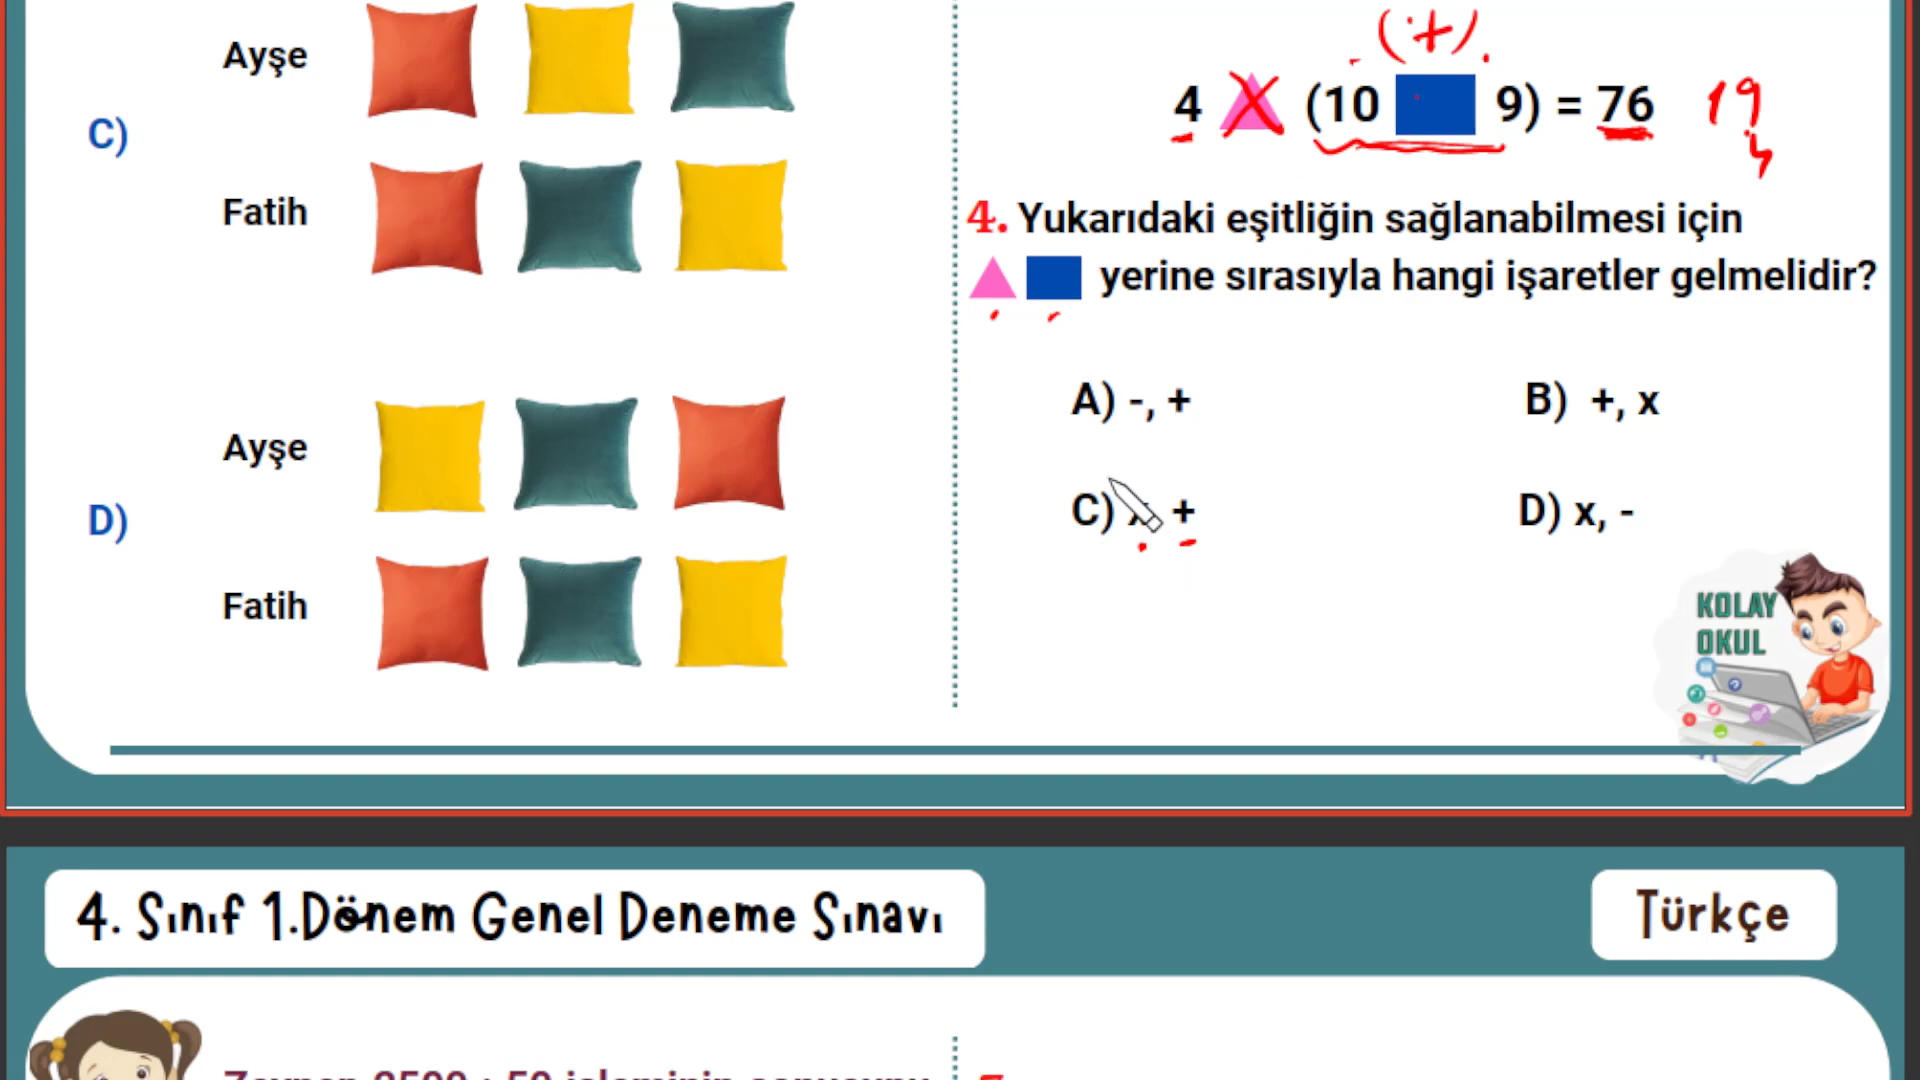 Ayşe
C)
Fatih
Ayşe
D)
Fatih
(+)
4 X (10 9) = 76 19
4
4. Yukarıdaki eşitliğin sağlanabilmesi için
yerine sırasıyla hangi işaretler gelmelidir?
A) -, +
B) +, x
C) +
D) x, -
KOLAY
OKUL
4. Sınıf 1.Dönem Genel Deneme Sınavı
Türkçe